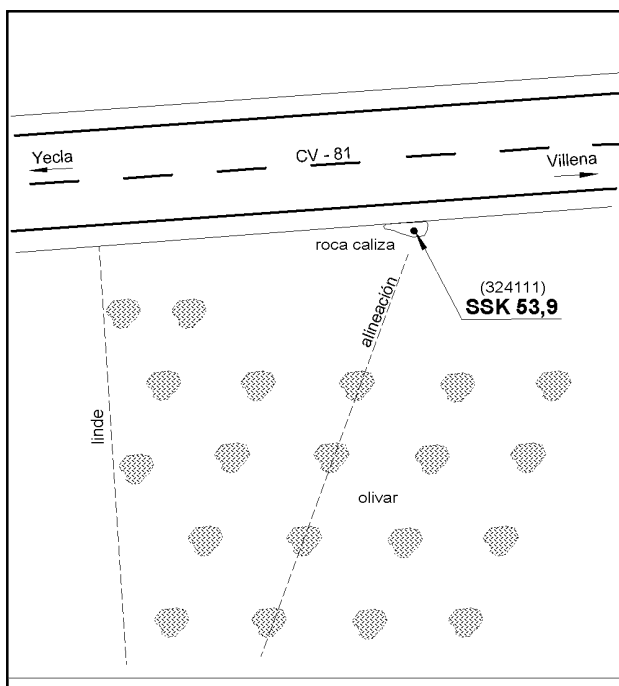 Yecla
CV - 81
Villena
roca caliza
(324111)
SSK 53,9
alineación
linde
olivar